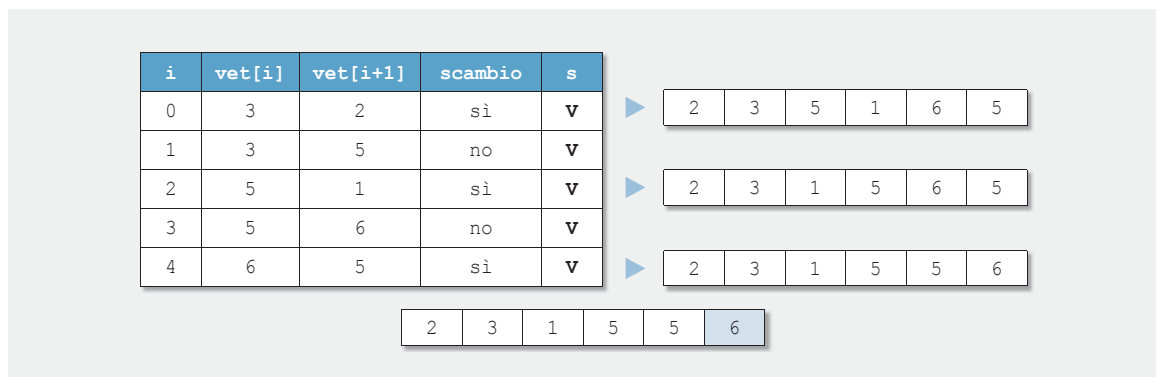 i vet[i] vet[i+1] scambio s
0 3 2 sì V
2 3 5 1 6 5
1 3 5 no V
2 5 1 sì V
2 3 1 5 6 5
3 5 6 no V
4 6 5 sì V
2 3 1 5 5 6
2 3 1 5 5 6